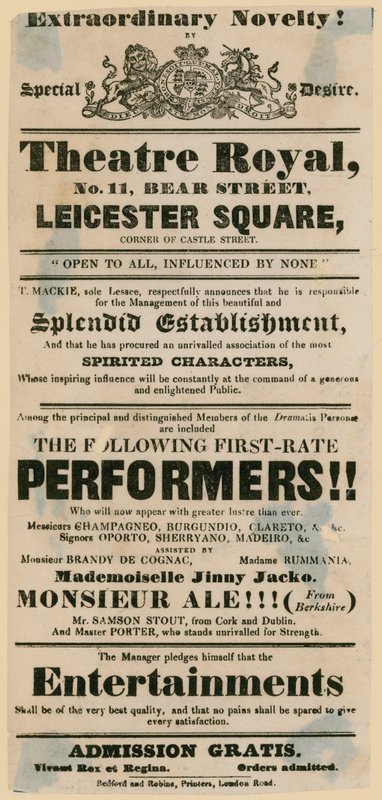 Extraordinary Novelty!
BY
Special Desire.
DIEU ET MON DROIT
Theatre Royal,
No. 11, BEAR STREET,
LEICESTER SQUARE,
CORNER OF CASTLE STREET.
"OPEN TO ALL, INFLUENCED BY NONE"
T. MACKIE, sole Lessee, respectfully announces that he is responsible
for the Management of this beautiful and
Splendid Establishment,
And that he has procured an unrivalled association of the most
SPIRITED CHARACTERS,
Whose inspiring influence will be constantly at the command of a generous
and enlightened Public.
Among the principal and distinguished Members of the Dramatis Personæ
are included
THE FOLLOWING FIRST-RATE
PERFORMERS!!
Who will now appear with greater lustre than ever.
Messieurs CHAMPAGNEO, BURGUNDIO, CLARETO, &c. &c.
Signors OPORTO, SHERRYANO, MADEIRO, &c
ASSISTED BY
Monsieur BRANDY DE COGNAC, Madame RUMMANIA,
Mademoiselle Jinny Jacko.
MONSIEUR ALE!!! (From Berkshire)
Mr. SAMSON STOUT, from Cork and Dublin.
And Master PORTER, who stands unrivalled for Strength.
The Manager pledges himself that the
Entertainments
Shall be of the very best quality, and that no pains shall be spared to give
every satisfaction.
ADMISSION GRATIS.
Vivant Rex et Regina. Orders admitted.
Redford and Robins, Printers, London Road.